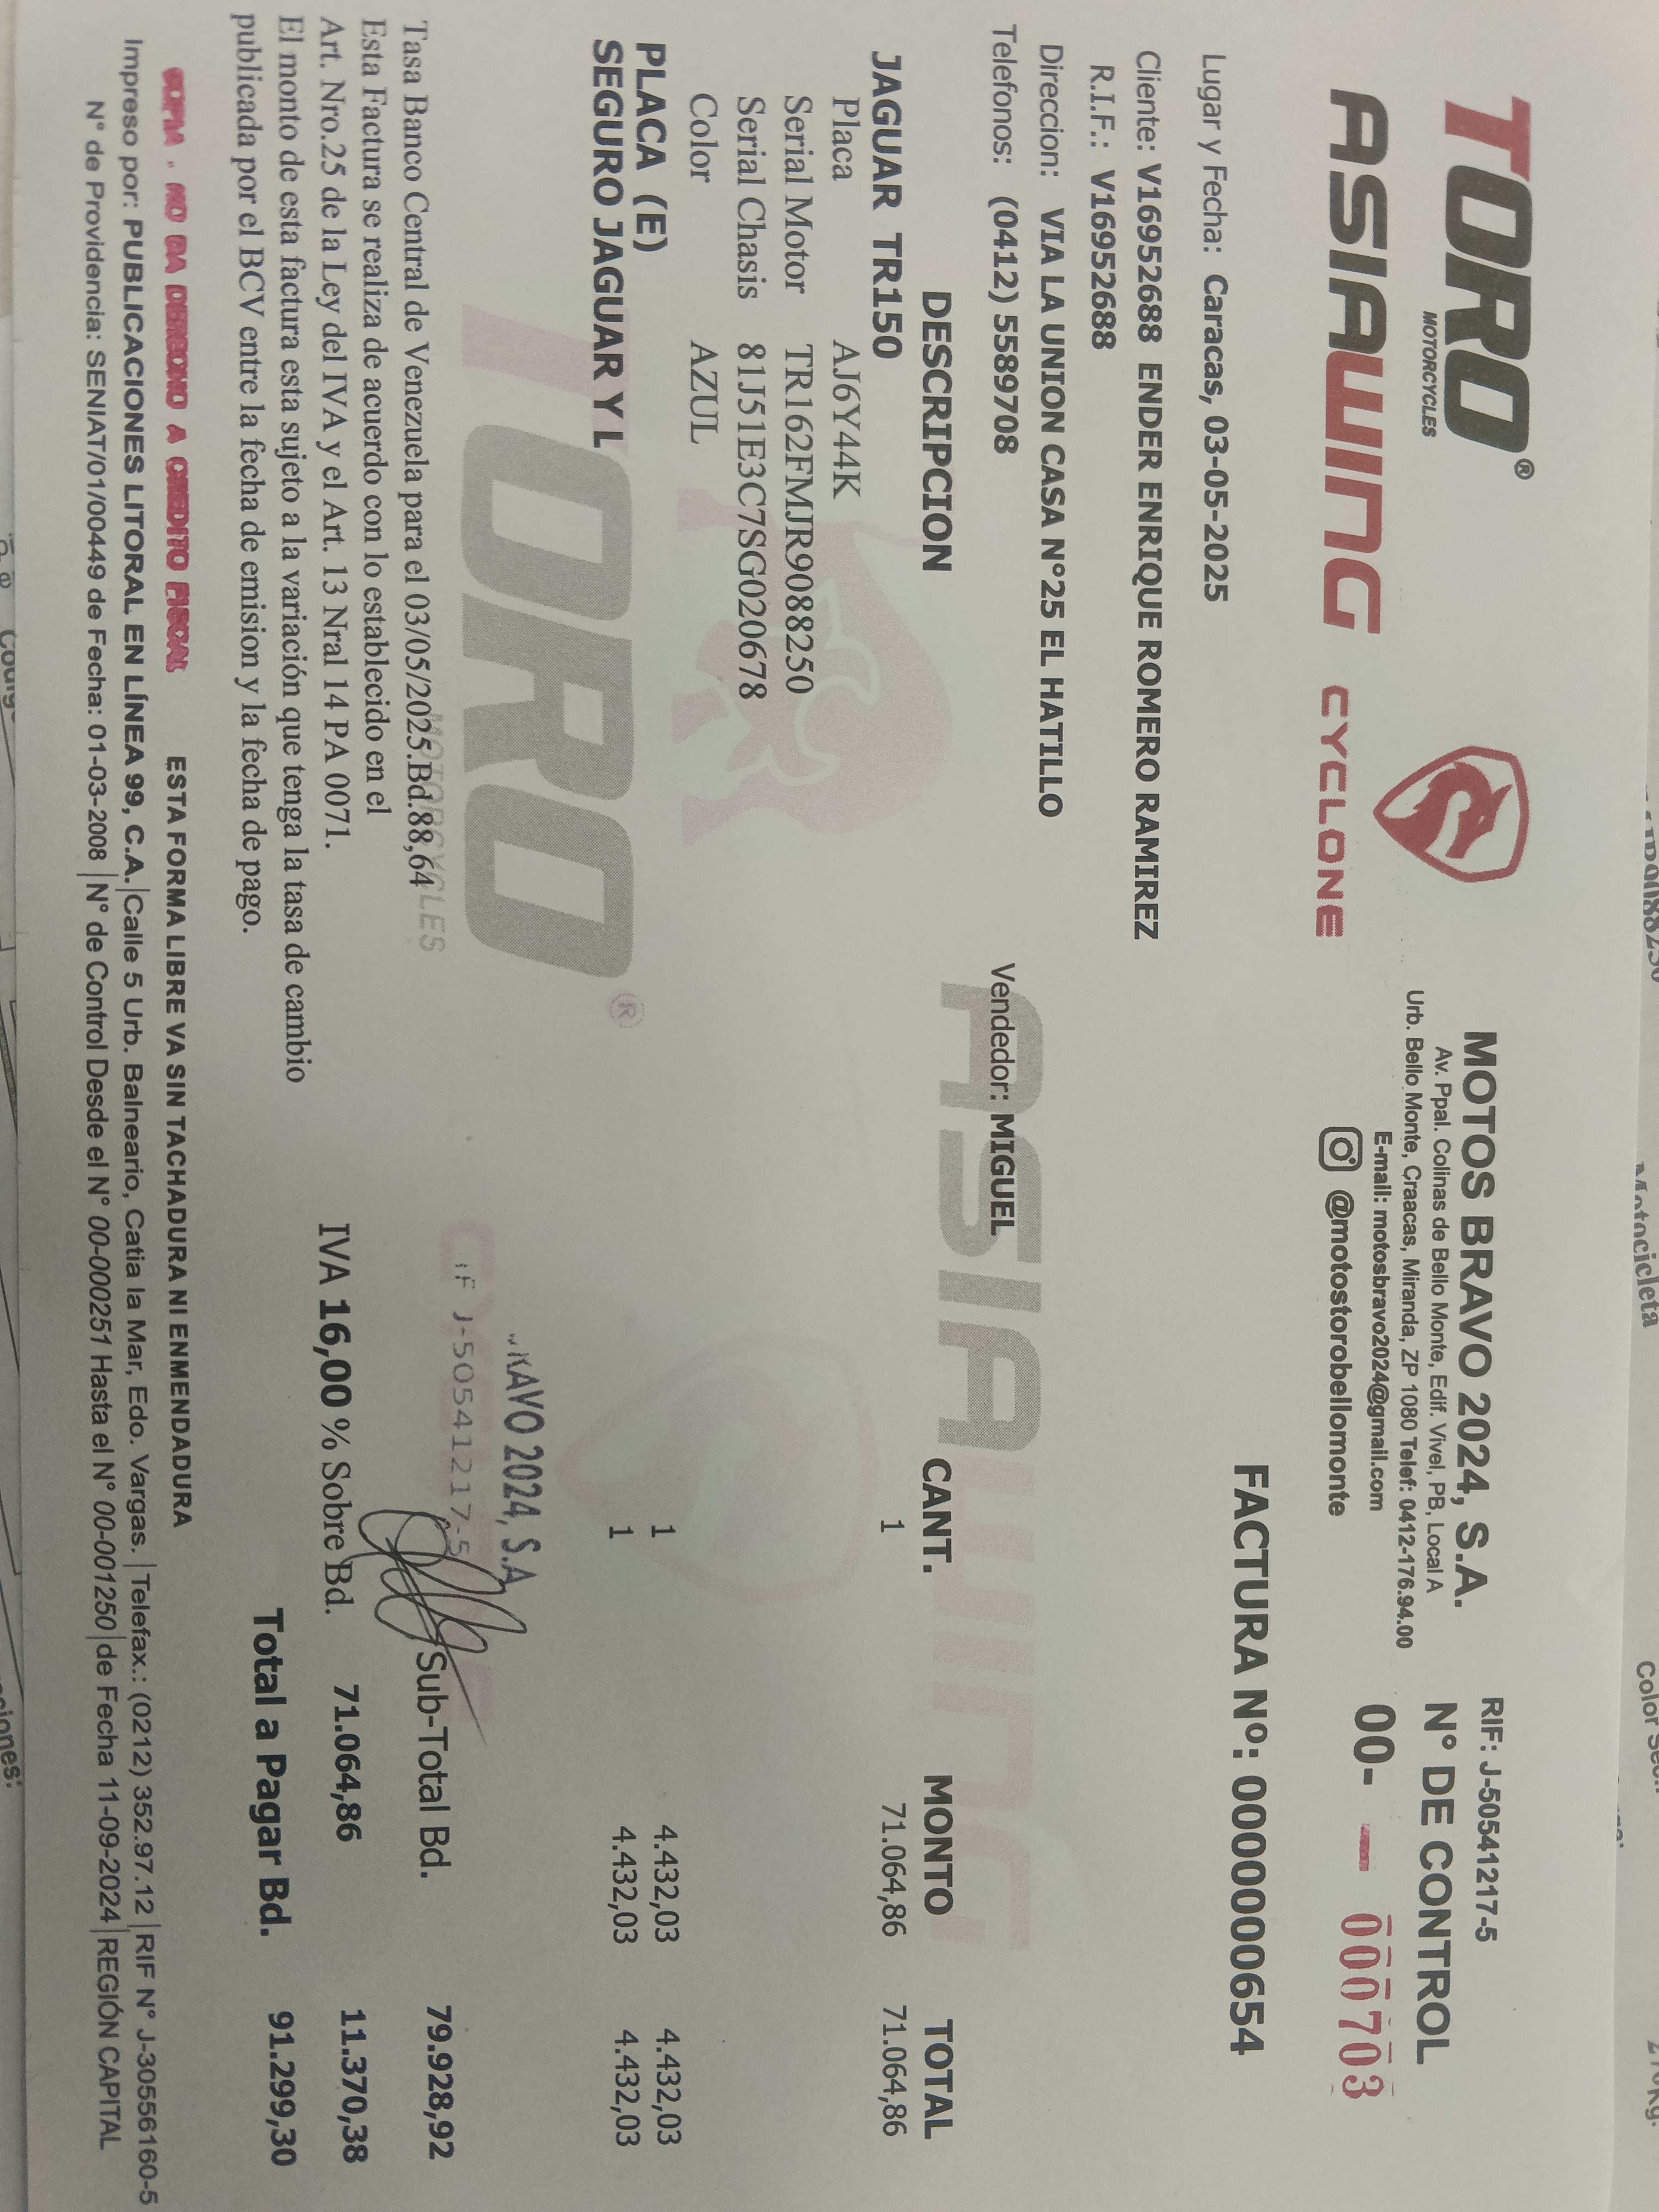 TORO®
MOTORCYCLES
ASIAWING CYCLONE
MOTOS BRAVO 2024, S.A.
Av. Ppal. Colinas de Bello Monte, Edif. Vivel, PB, Local A
Urb. Bello Monte, Craacas, Miranda, ZP 1080 Telef: 0412-176.94.00
E-mail: motosbravo2024@gmail.com
@motostorobellomonte
RIF: J-50541217-5
N° DE CONTROL
00- 000703
FACTURA Nº: 0000000654
Lugar y Fecha: Caracas, 03-05-2025
Cliente: V16952688 ENDER ENRIQUE ROMERO RAMIREZ
R.I.F.: V16952688
Direccion: VIA LA UNION CASA N°25 EL HATILLO
Telefonos: (0412) 5589708 Vendedor: MIGUEL
DESCRIPCION CANT. MONTO TOTAL
JAGUAR TR150 1 71.064,86 71.064,86
Placa AJ6Y44K
Serial Motor TR162FMJR9088250
Serial Chasis 81J51E3C7SG020678
Color AZUL
PLACA (E) 1 4.432,03 4.432,03
SEGURO JAGUAR Y L 1 4.432,03 4.432,03
TORO®
MOTORCYCLES
ASIAWING
2024, S.A
J-50541217-5
Tasa Banco Central de Venezuela para el 03/05/2025.Bd.88,64
Esta Factura se realiza de acuerdo con lo establecido en el
Art. Nro.25 de la Ley del IVA y el Art. 13 Nral 14 PA 0071.
El monto de esta factura esta sujeto a la variación que tenga la tasa de cambio
publicada por el BCV entre la fecha de emision y la fecha de pago.
Sub-Total Bd. 79.928,92
IVA 16,00 % Sobre Bd. 71.064,86 11.370,38
Total a Pagar Bd. 91.299,30
COPIA - NO DA DERECHO A CREDITO FISCAL
ESTA FORMA LIBRE VA SIN TACHADURA NI ENMENDADURA
Impreso por: PUBLICACIONES LITORAL EN LÍNEA 99, C.A. | Calle 5 Urb. Balneario, Catia la Mar, Edo. Vargas. | Telefax.: (0212) 352.97.12 | RIF N° J-30556160-5
N° de Providencia: SENIAT/01/00449 de Fecha: 01-03-2008 | N° de Control Desde el N° 00-000251 Hasta el N° 00-001250 | de Fecha 11-09-2024 | REGIÓN CAPITAL